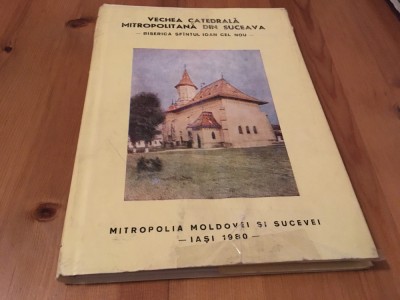 VECHEA CATEDRALĂ
MITROPOLITANĂ DIN SUCEAVA
— BISERICA SFÎNTUL IOAN CEL NOU —
MITROPOLIA MOLDOVEI ȘI SUCEVEI
— IAȘI 1980 —